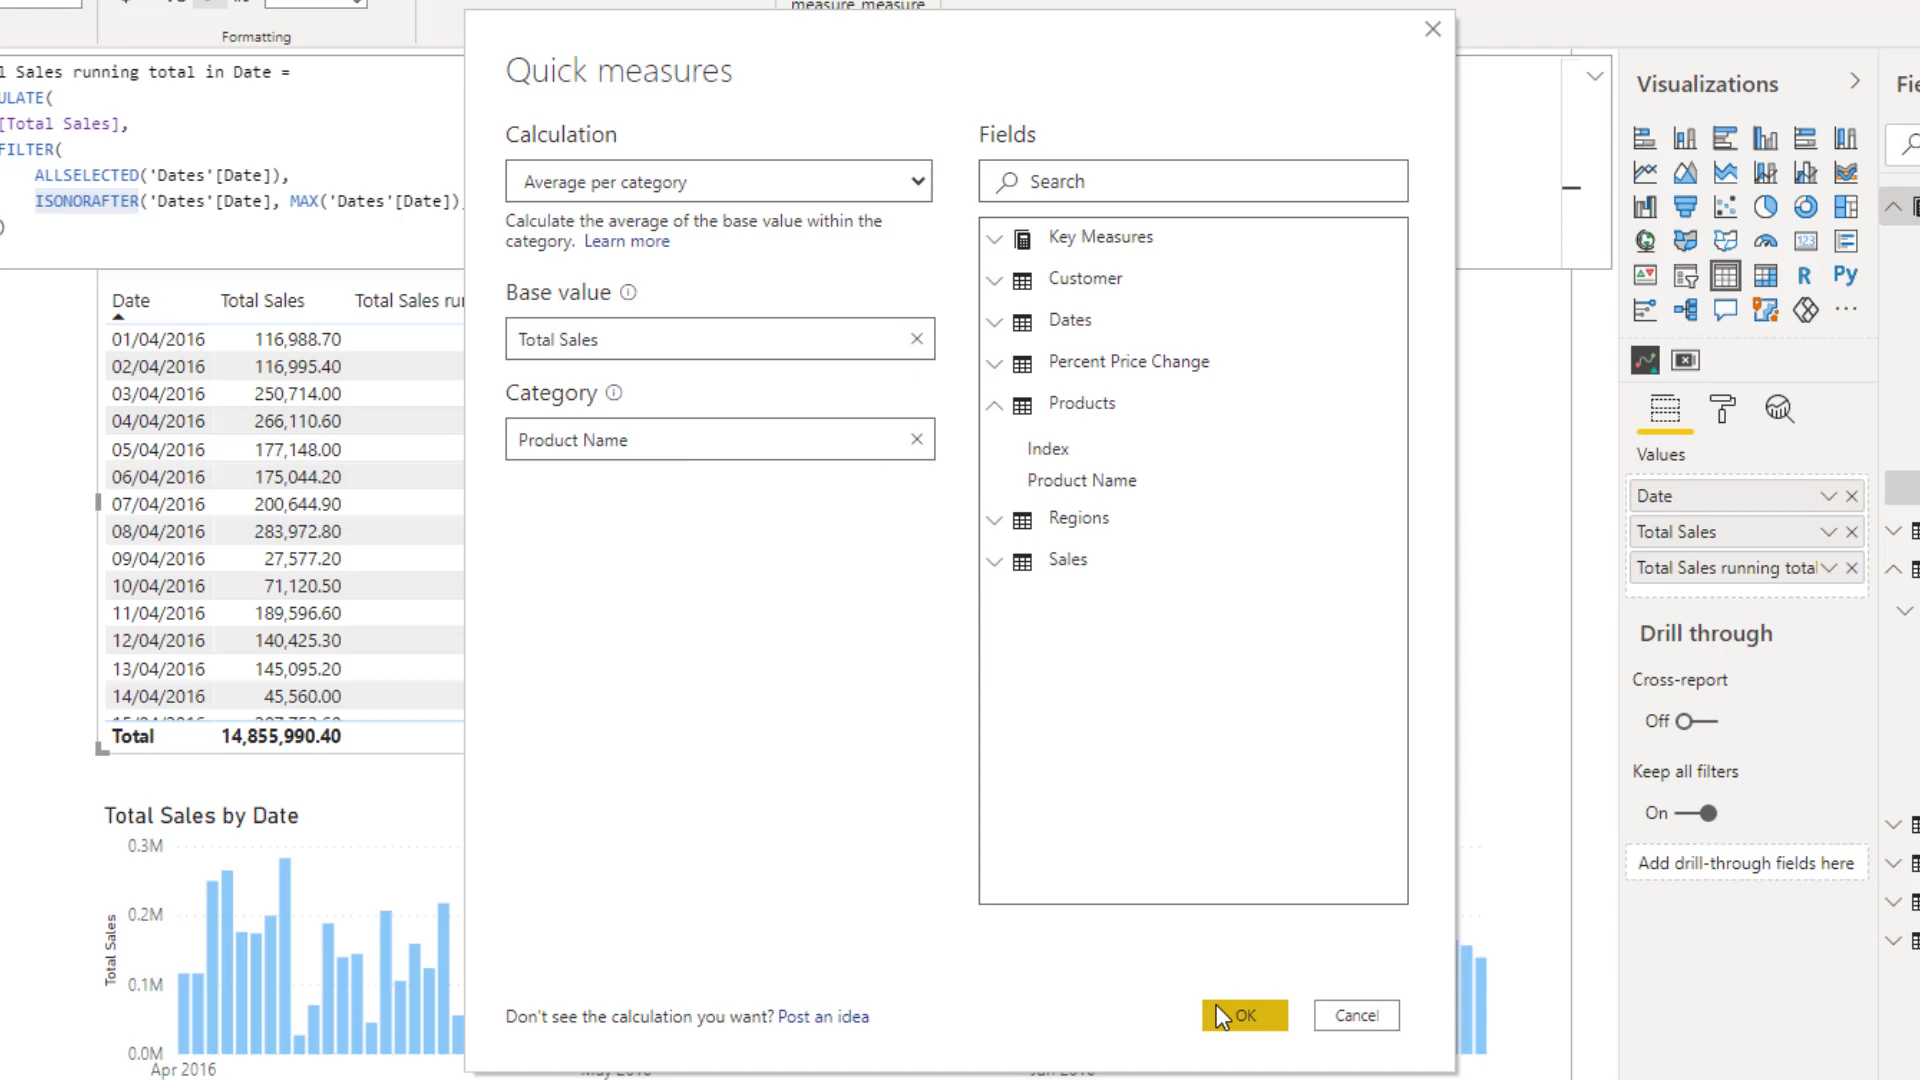 measure measure
Formatting
l Sales running total in Date =
ULATE(
[Total Sales],
FILTER(
ALLSELECTED('Dates'[Date]),
ISONORAFTER('Dates'[Date], MAX('Dates'[Date])
)
Date Total Sales Total Sales ru
01/04/2016 116,988.70
02/04/2016 116,995.40
03/04/2016 250,714.00
04/04/2016 266,110.60
05/04/2016 177,148.00
06/04/2016 175,044.20
07/04/2016 200,644.90
08/04/2016 283,972.80
09/04/2016 27,577.20
10/04/2016 71,120.50
11/04/2016 189,596.60
12/04/2016 140,425.30
13/04/2016 145,095.20
14/04/2016 45,560.00
Total 14,855,990.40
Total Sales by Date
0.3M
0.2M
0.1M
0.0M
Total Sales
Apr 2016
Quick measures
Calculation
Average per category
Calculate the average of the base value within the
category. Learn more
Base value
Total Sales
Category
Product Name
Fields
Search
Key Measures
Customer
Dates
Percent Price Change
Products
Index
Product Name
Regions
Sales
Don't see the calculation you want? Post an idea
OK
Cancel
Visualizations
Fie
123
R
Py
Values
Date
Total Sales
Total Sales running total
Drill through
Cross-report
Off
Keep all filters
On
Add drill-through fields here